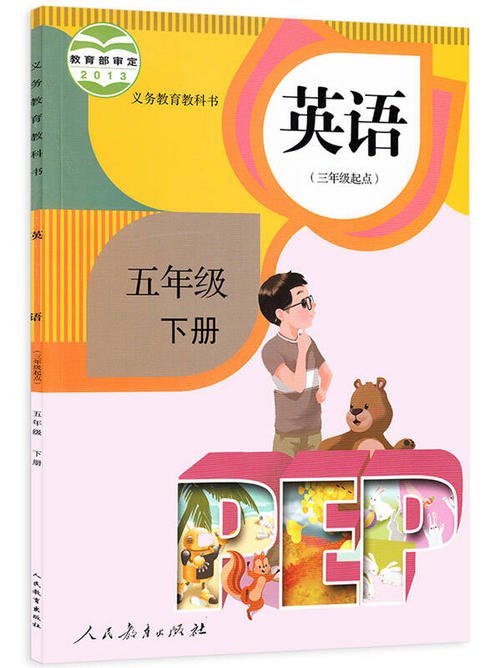 义务教育教科书
英 语
(三年级起点)
五年级 下册
人民教育出版社
教育部审定
2013
义务教育教科书
英语
(三年级起点)
五年级
下册
PEP
人民教育出版社